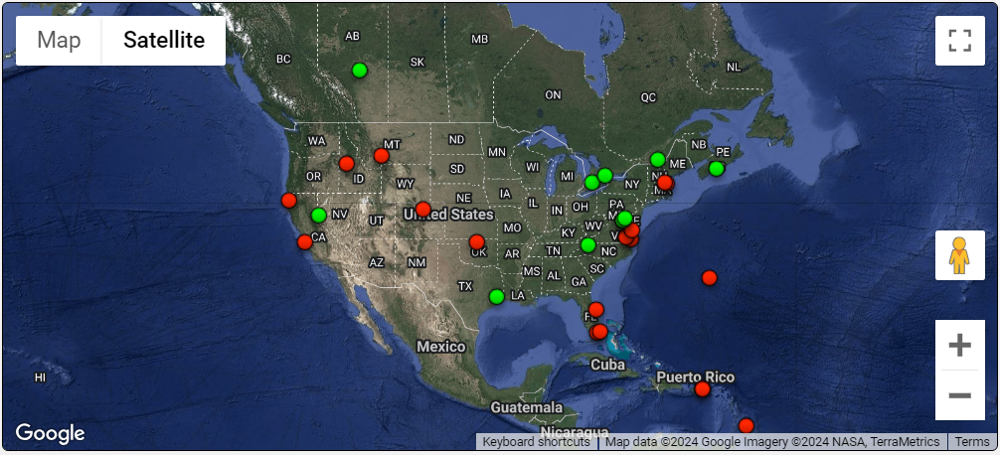 Map Satellite
AB
MB
BC
SK
NL
ON
QC
WA
MT
ND
MN
NB
PE
ME
OR
ID
SD
WI
MI
NY
WY
NE
IA
PA
NV
UT
United States
IL
IN
OH
WV
CA
MO
KY
AZ
NM
OK
AR
TN
NC
MS
AL
GA
SC
TX
LA
Mexico
Cuba
HI
Puerto Rico
Guatemala
Nicaragua
Google
Keyboard shortcuts
Map data ©2024 Google Imagery ©2024 NASA, TerraMetrics
Terms